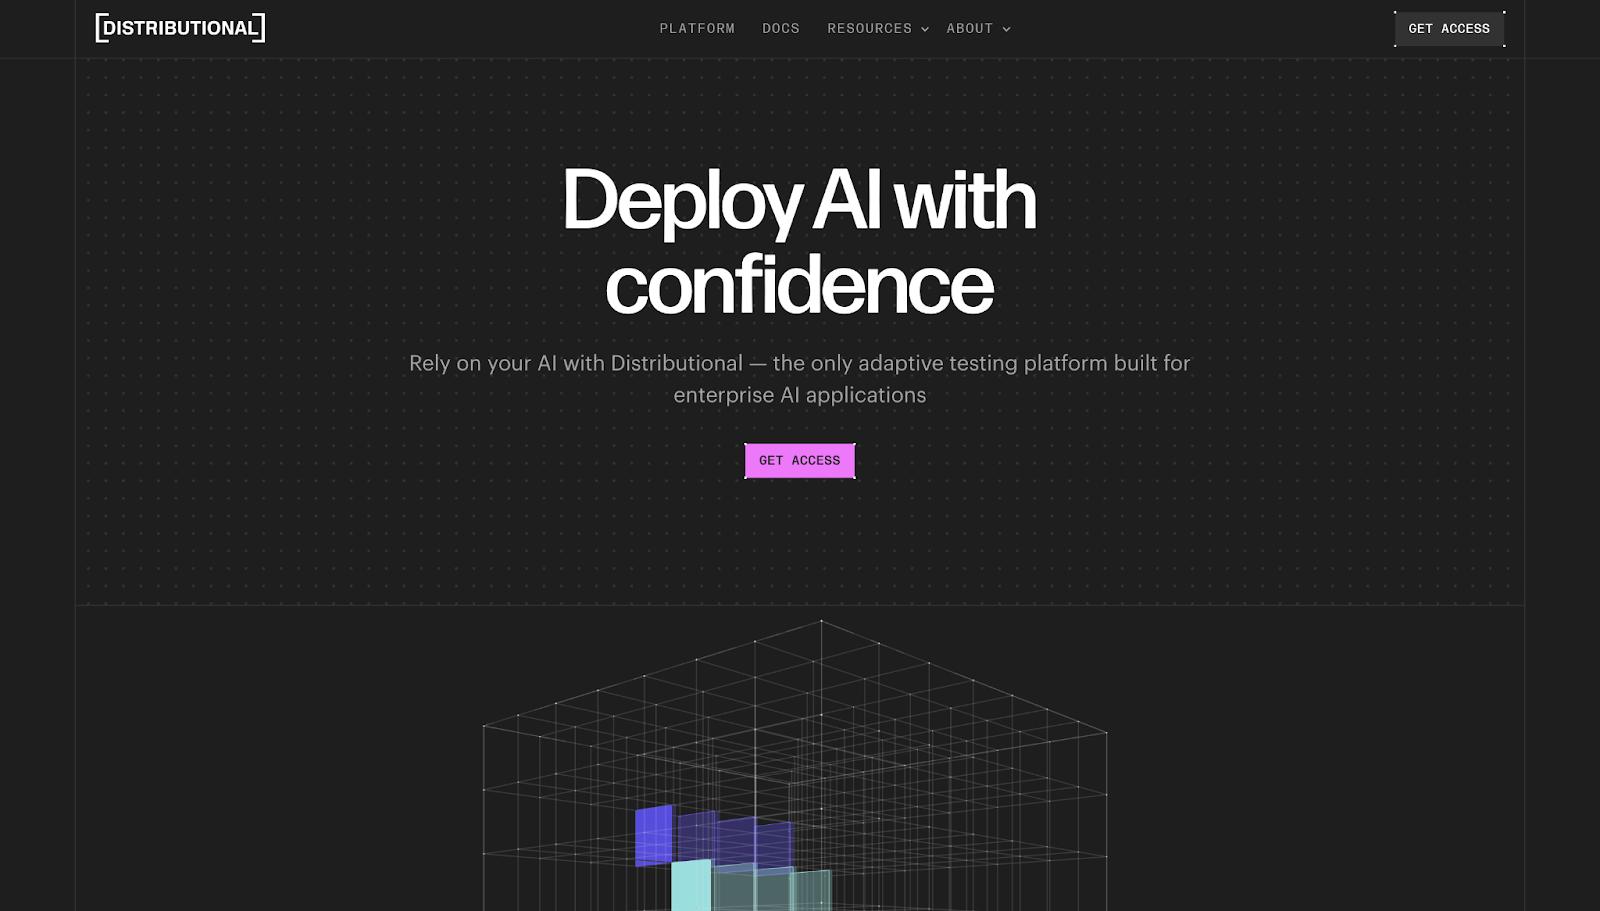 [DISTRIBUTIONAL]
PLATFORM DOCS RESOURCES ABOUT
GET ACCESS
Deploy AI with
confidence
Rely on your AI with Distributional — the only adaptive testing platform built for
enterprise AI applications
GET ACCESS